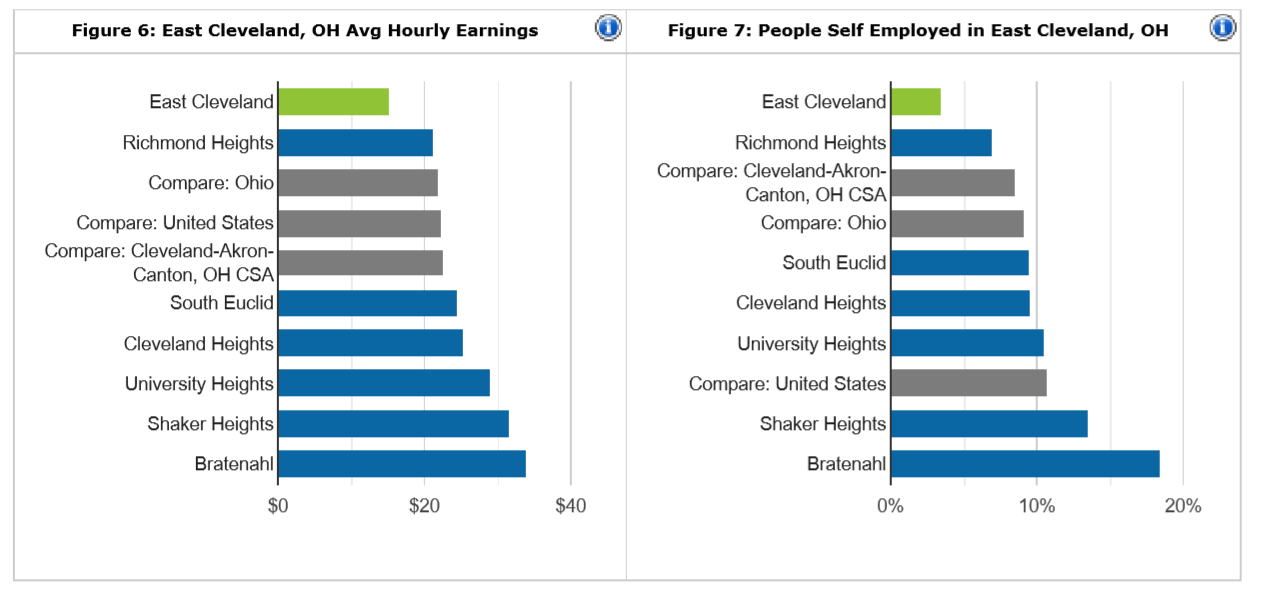 Figure 6: East Cleveland, OH Avg Hourly Earnings
East Cleveland
Richmond Heights
Compare: Ohio
Compare: United States
Compare: Cleveland-Akron-
Canton, OH CSA
South Euclid
Cleveland Heights
University Heights
Shaker Heights
Bratenahl
$0 $20 $40
Figure 7: People Self Employed in East Cleveland, OH
East Cleveland
Richmond Heights
Compare: Cleveland-Akron-
Canton, OH CSA
Compare: Ohio
South Euclid
Cleveland Heights
University Heights
Compare: United States
Shaker Heights
Bratenahl
0% 10% 20%